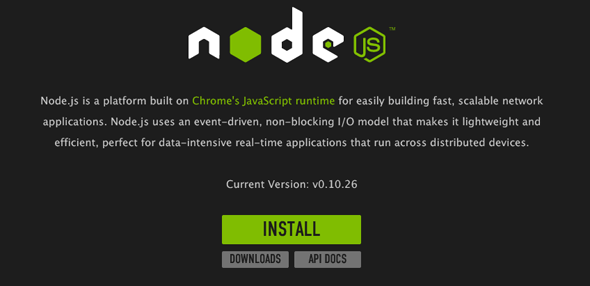 node JS ™
Node.js is a platform built on Chrome's JavaScript runtime for easily building fast, scalable network
applications. Node.js uses an event-driven, non-blocking I/O model that makes it lightweight and
efficient, perfect for data-intensive real-time applications that run across distributed devices.
Current Version: v0.10.26
INSTALL
DOWNLOADS API DOCS